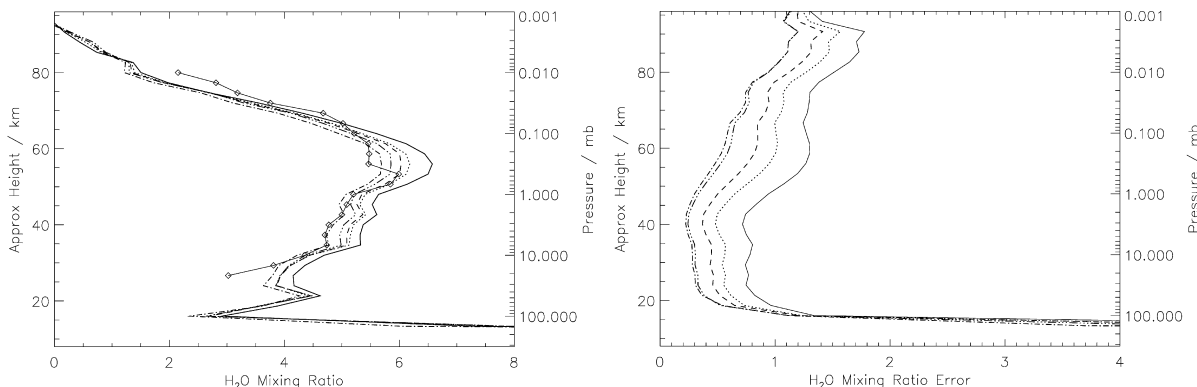 Approx Height / km
80
60
40
20
0 2 4 6 8
H₂O Mixing Ratio
0.001
0.010
0.100
1.000
10.000
100.000
Pressure / mb
Approx Height / km
80
60
40
20
0 1 2 3 4
H₂O Mixing Ratio Error
0.001
0.010
0.100
1.000
10.000
100.000
Pressure / mb